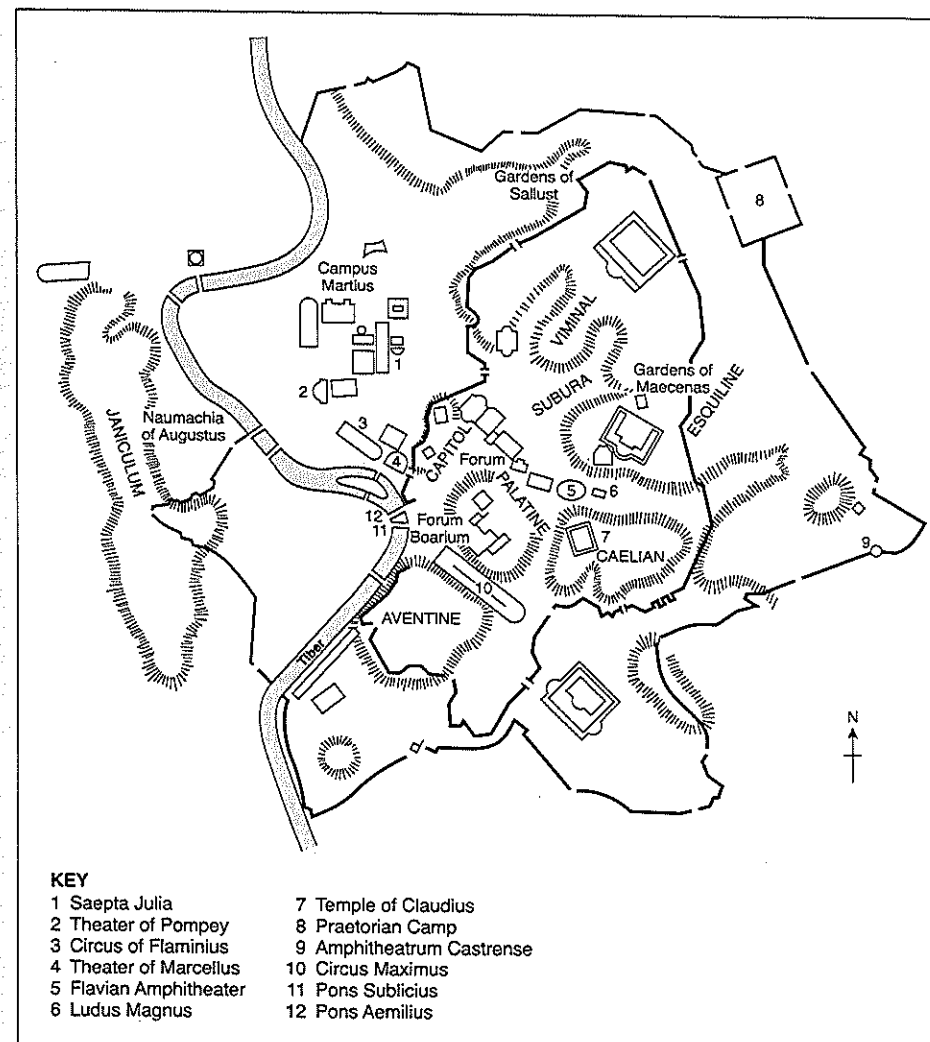 8
Gardens of
Sallust
Campus
Martius
VIMINAL
1
2
Gardens of
Maecenas
SUBURA
ESQUILINE
JANICULUM
Naumachia
of Augustus
3
4
CAPITOL
Forum
PALATINE
5
6
12
11
Forum
Boarium
7
CAELIAN
9
10
AVENTINE
Tiber
N
KEY
1 Saepta Julia
2 Theater of Pompey
3 Circus of Flaminius
4 Theater of Marcellus
5 Flavian Amphitheater
6 Ludus Magnus
7 Temple of Claudius
8 Praetorian Camp
9 Amphitheatrum Castrense
10 Circus Maximus
11 Pons Sublicius
12 Pons Aemilius